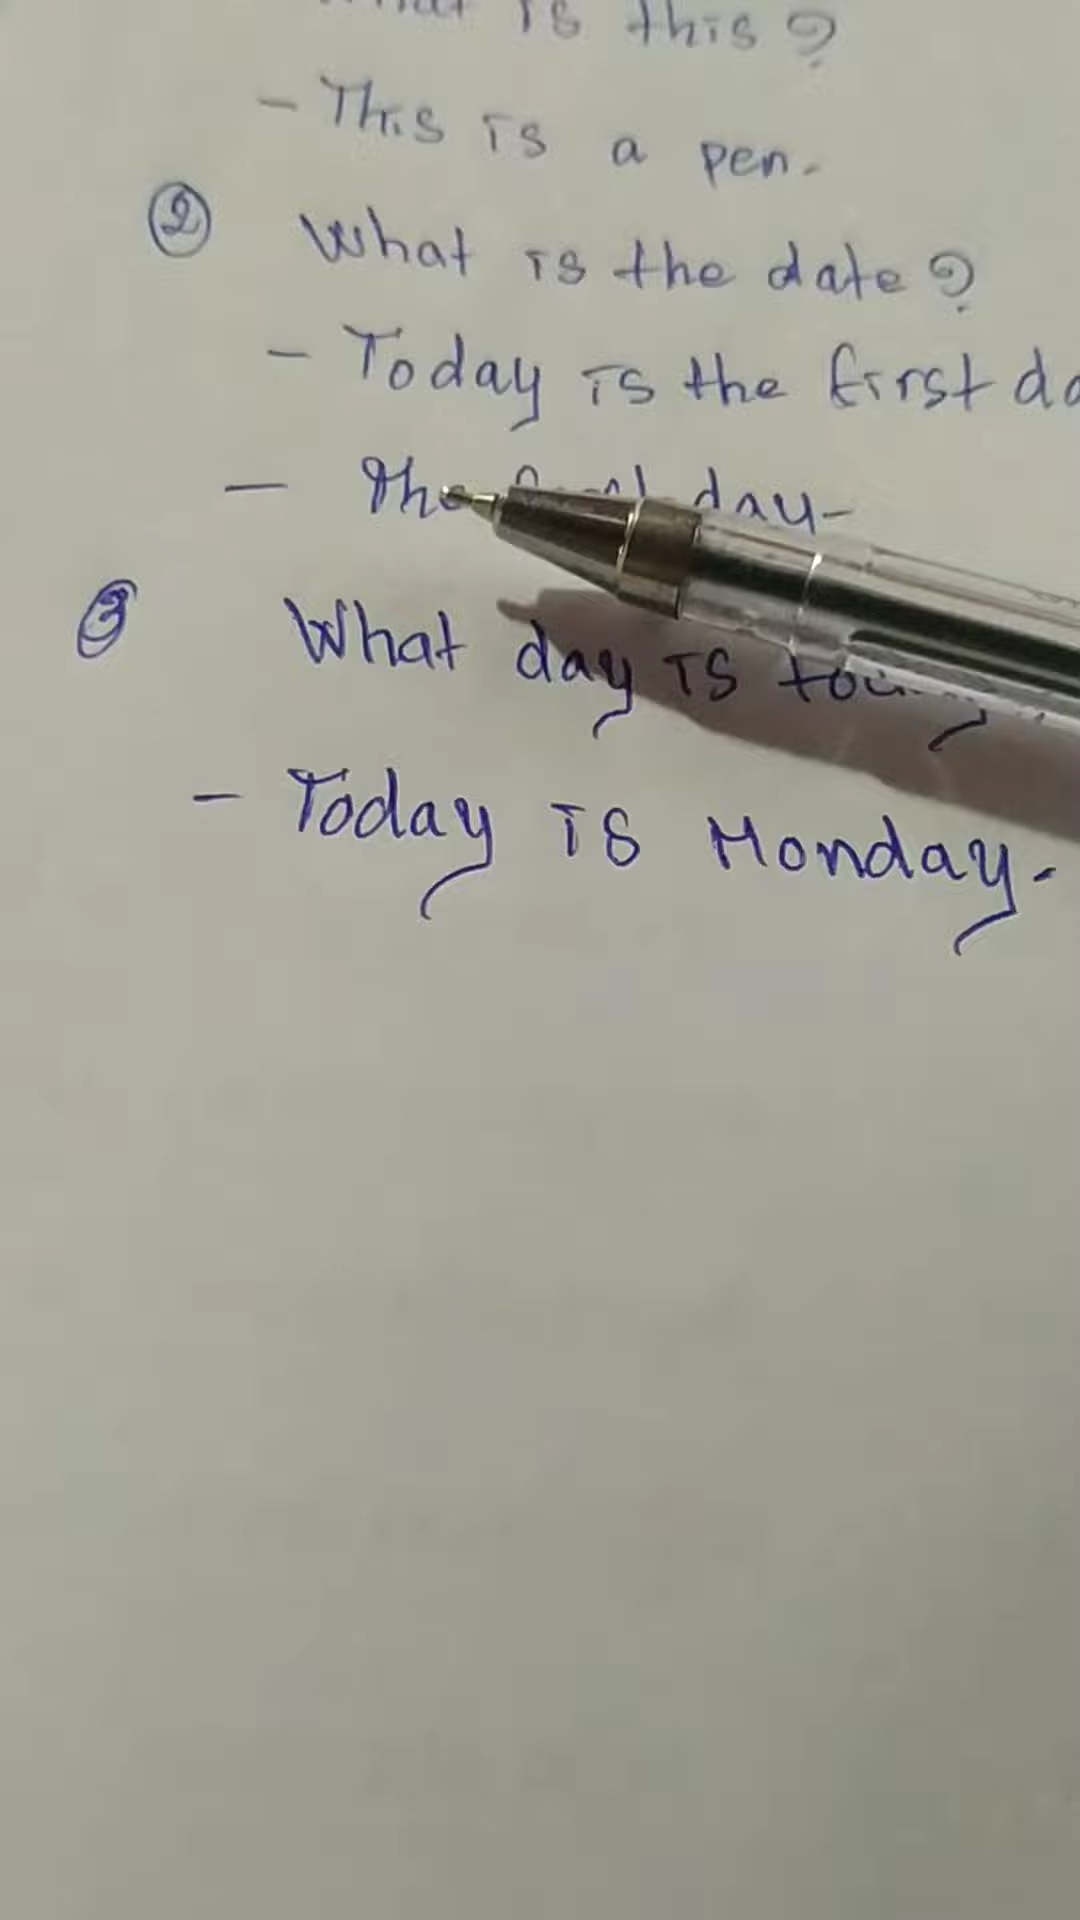 is this?
- This is a pen.
② What is the date?
- Today is the first
- The day-
③ What day is
- Today is Monday.